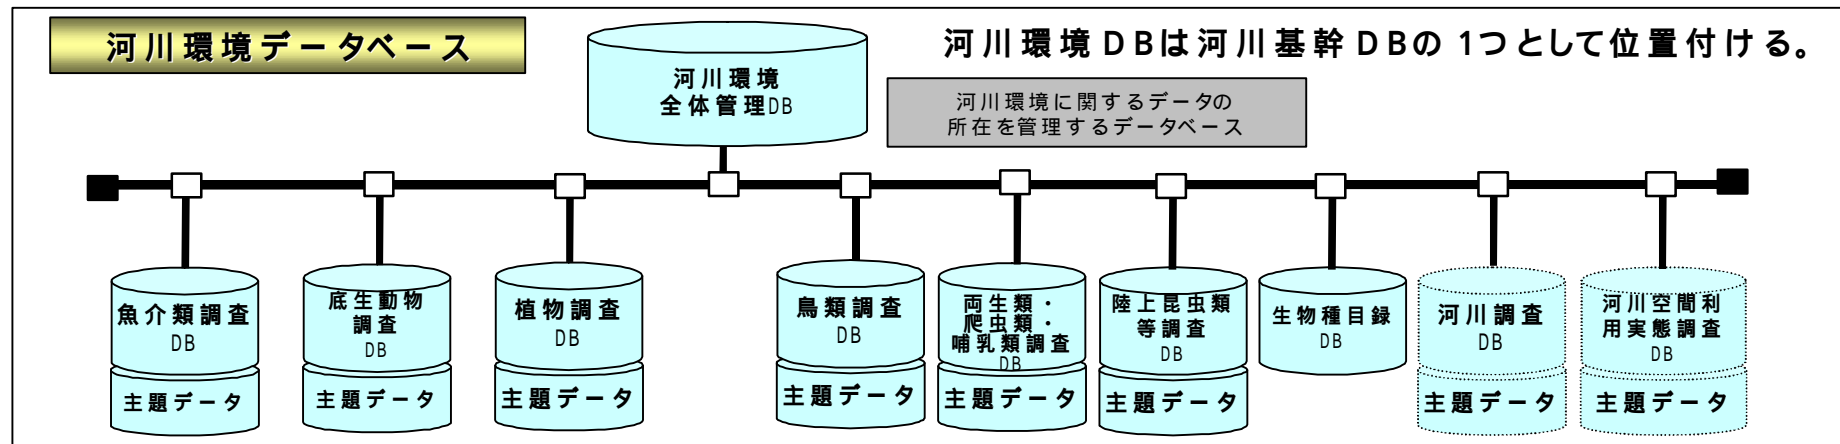 河川環境データベース
河川環境DBは河川基幹DBの1つとして位置付ける。
河川環境
全体管理DB
河川環境に関するデータの
所在を管理するデータベース
魚介類調査
DB
主題データ
底生動物
調査
DB
主題データ
植物調査
DB
主題データ
鳥類調査
DB
主題データ
両生類・
爬虫類・
哺乳類調査
DB
主題データ
陸上昆虫類
等調査
DB
主題データ
生物種目録
DB
河川調査
DB
主題データ
河川空間利
用実態調査
DB
主題データ